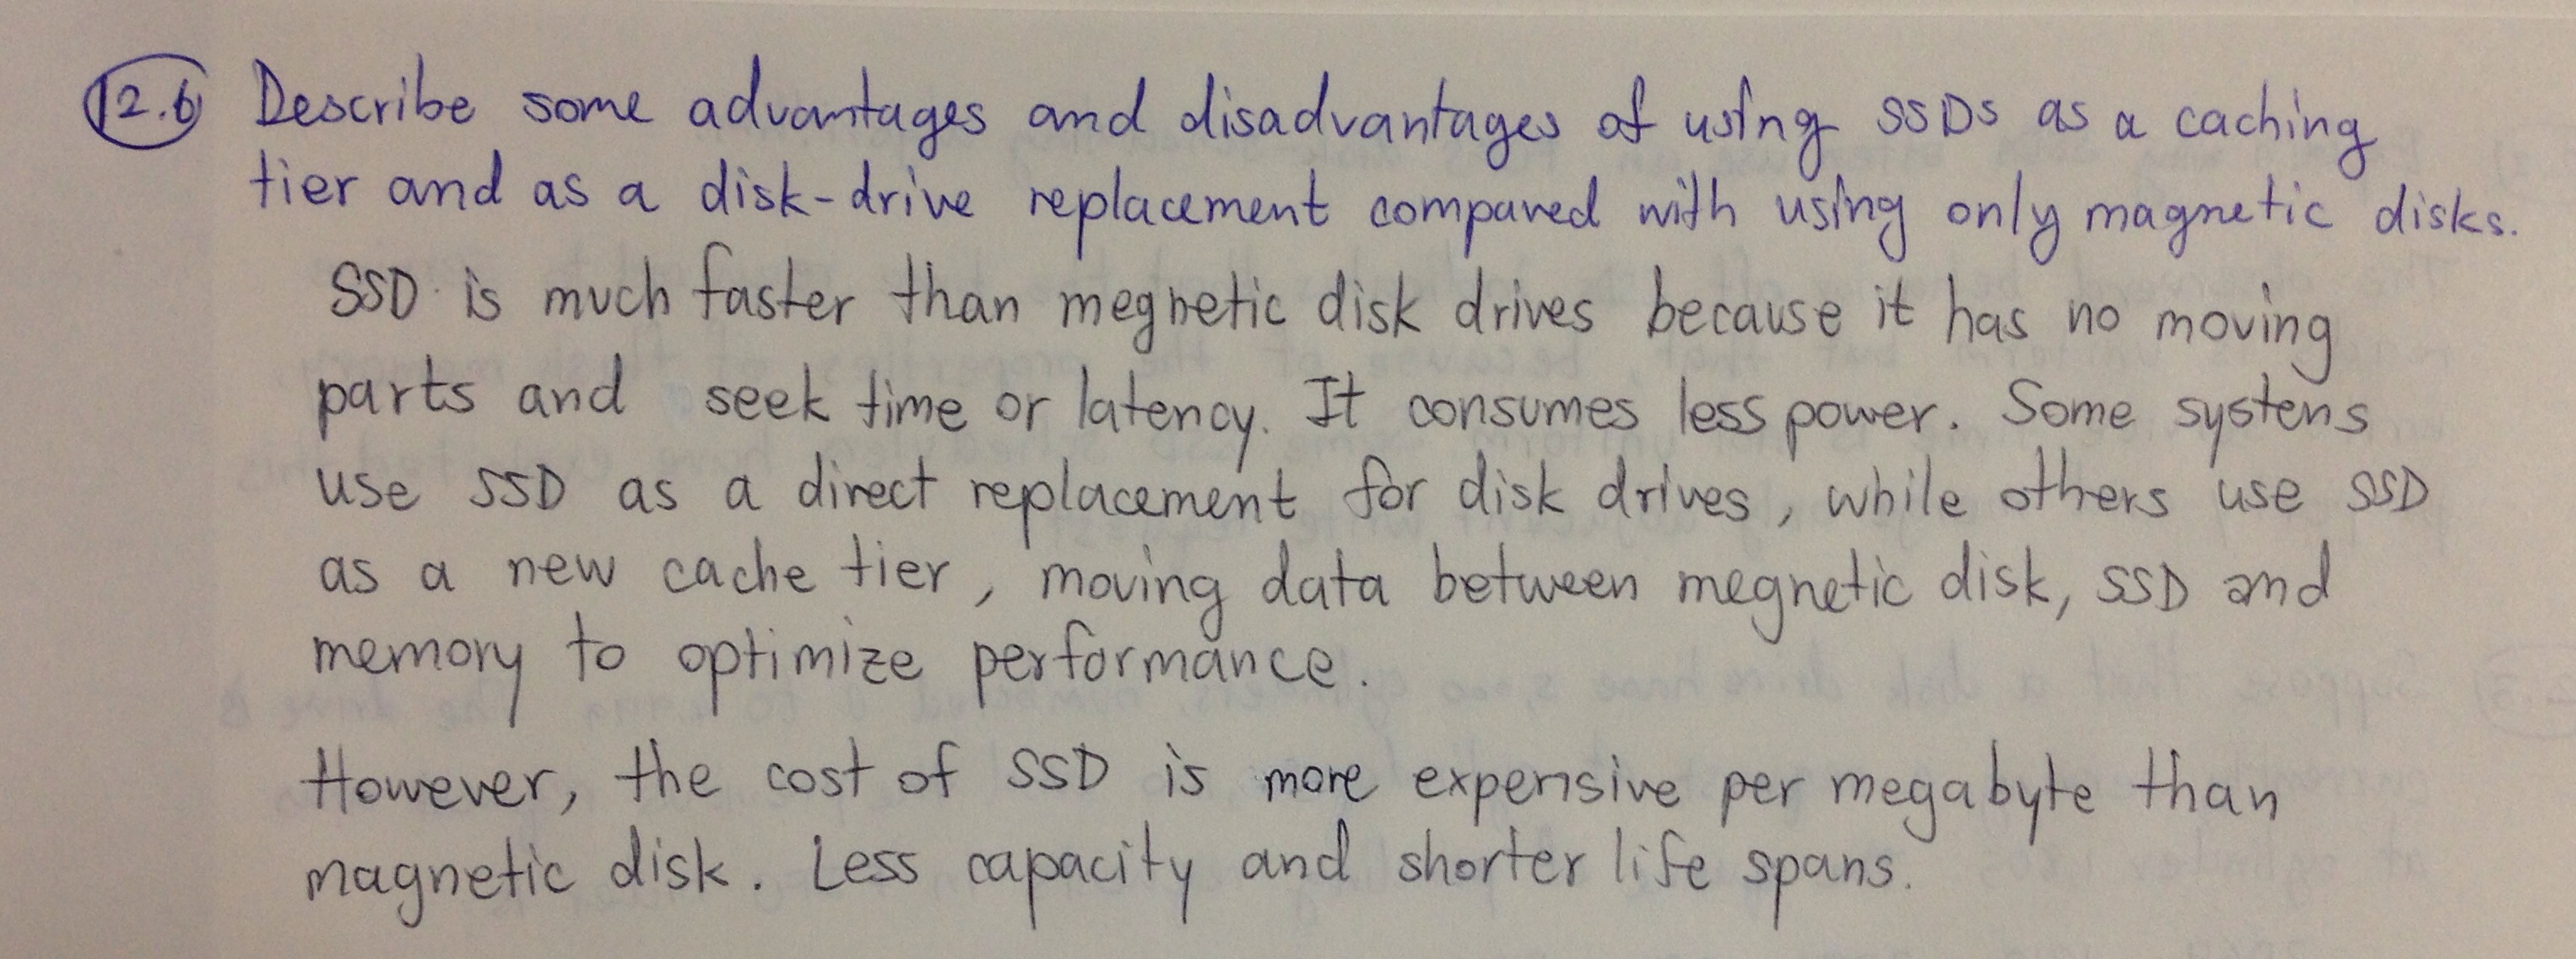 12.6 Describe some advantages and disadvantages of using SSDs as a caching
tier and as a disk-drive replacement compared with using only magnetic disks.
SSD is much faster than megnetic disk drives because it has no moving
parts and seek time or latency. It consumes less power. Some systems
use SSD as a direct replacement for disk drives, while others use SSD
as a new cache tier, moving data between megnetic disk, SSD and
memory to optimize performance.
However, the cost of SSD is more expensive per megabyte than
magnetic disk. Less capacity and shorter life spans.